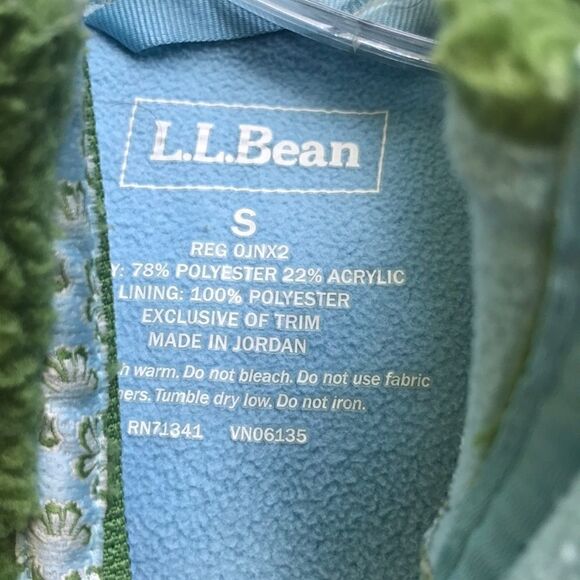 L.L.Bean
S
REG 0JNX2
Y: 78% POLYESTER 22% ACRYLIC
LINING: 100% POLYESTER
EXCLUSIVE OF TRIM
MADE IN JORDAN
warm. Do not bleach. Do not use fabric
Tumble dry low. Do not iron.
RN71341 VN06135